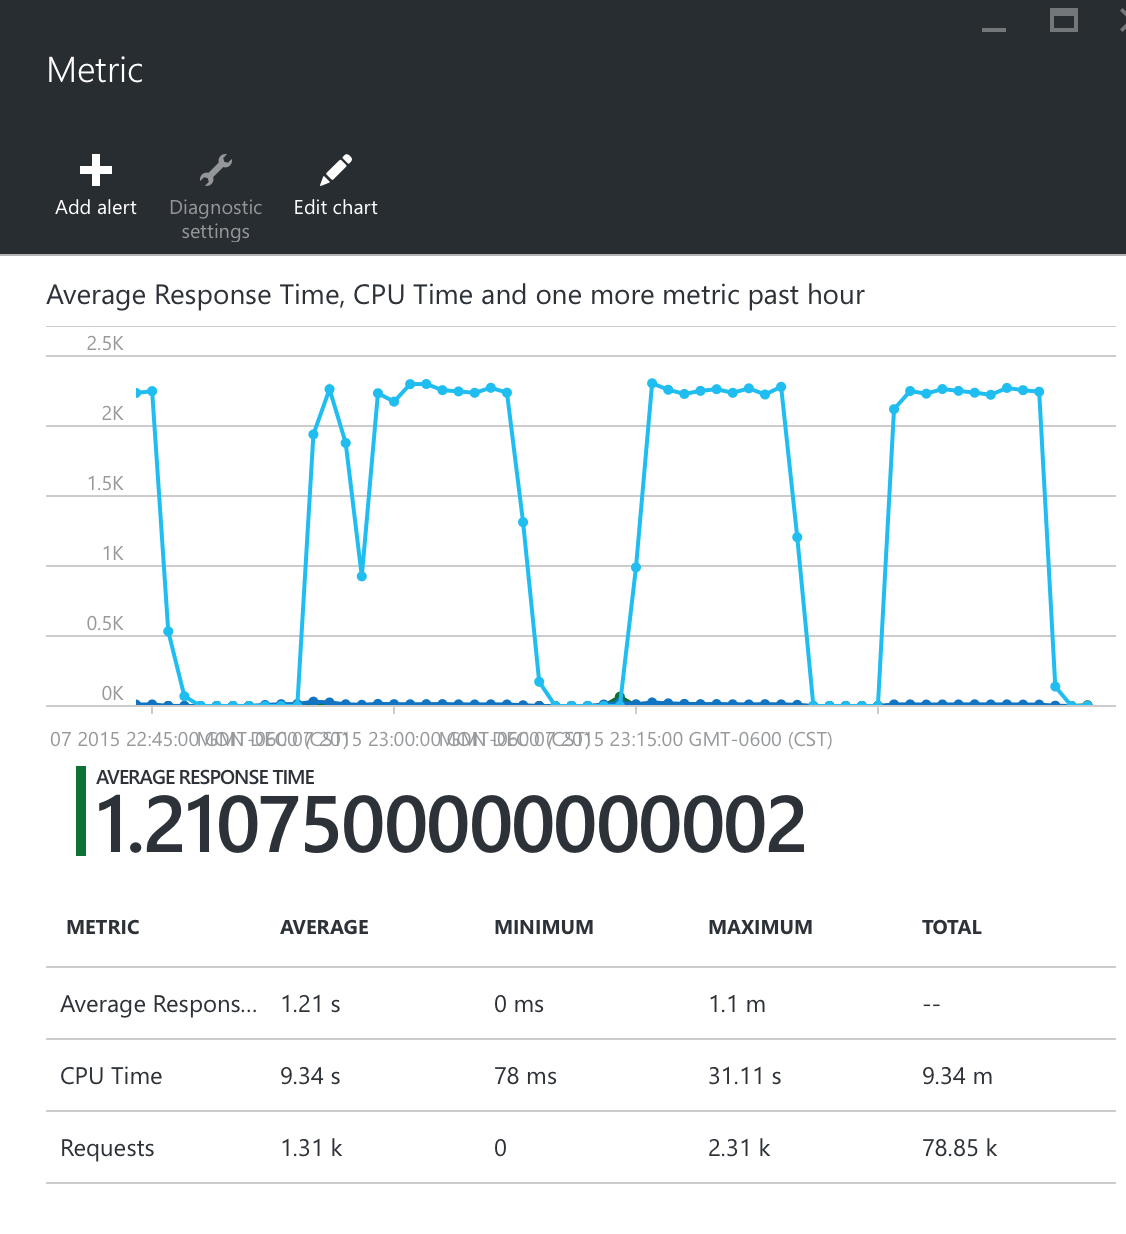 Metric
Add alert
Diagnostic settings
Edit chart
Average Response Time, CPU Time and one more metric past hour
2.5K
2K
1.5K
1K
0.5K
0K
07 2015 22:45:00 GMT-0600 (CST) MON DEC 07 2015 23:00:00 GMT-0600 (CST) MON DEC 07 2015 23:15:00 GMT-0600 (CST)
AVERAGE RESPONSE TIME
1.2107500000000002
METRIC AVERAGE MINIMUM MAXIMUM TOTAL
Average Respons... 1.21 s 0 ms 1.1 m --
CPU Time 9.34 s 78 ms 31.11 s 9.34 m
Requests 1.31 k 0 2.31 k 78.85 k